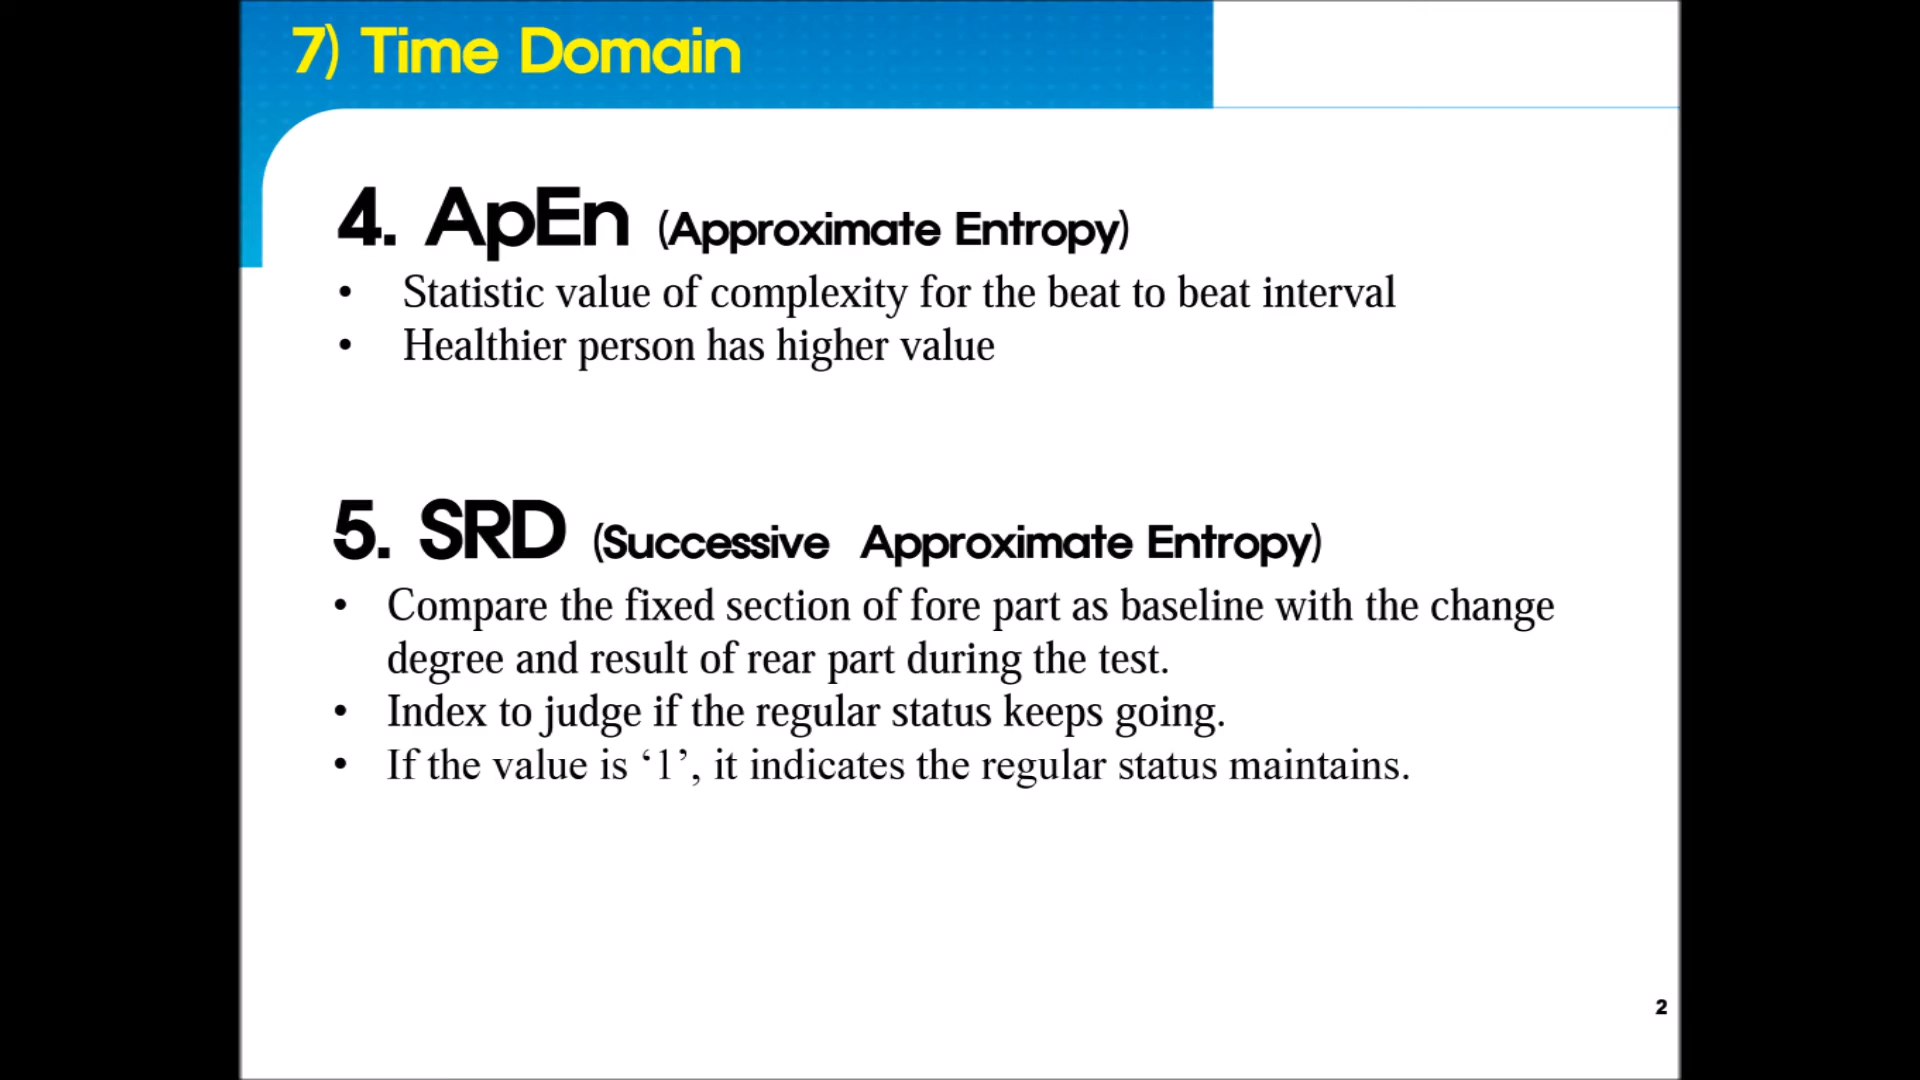 7) Time Domain
4. ApEn (Approximate Entropy)
• Statistic value of complexity for the beat to beat interval
• Healthier person has higher value
5. SRD (Successive Approximate Entropy)
• Compare the fixed section of fore part as baseline with the change
degree and result of rear part during the test.
• Index to judge if the regular status keeps going.
• If the value is ‘1’, it indicates the regular status maintains.
2